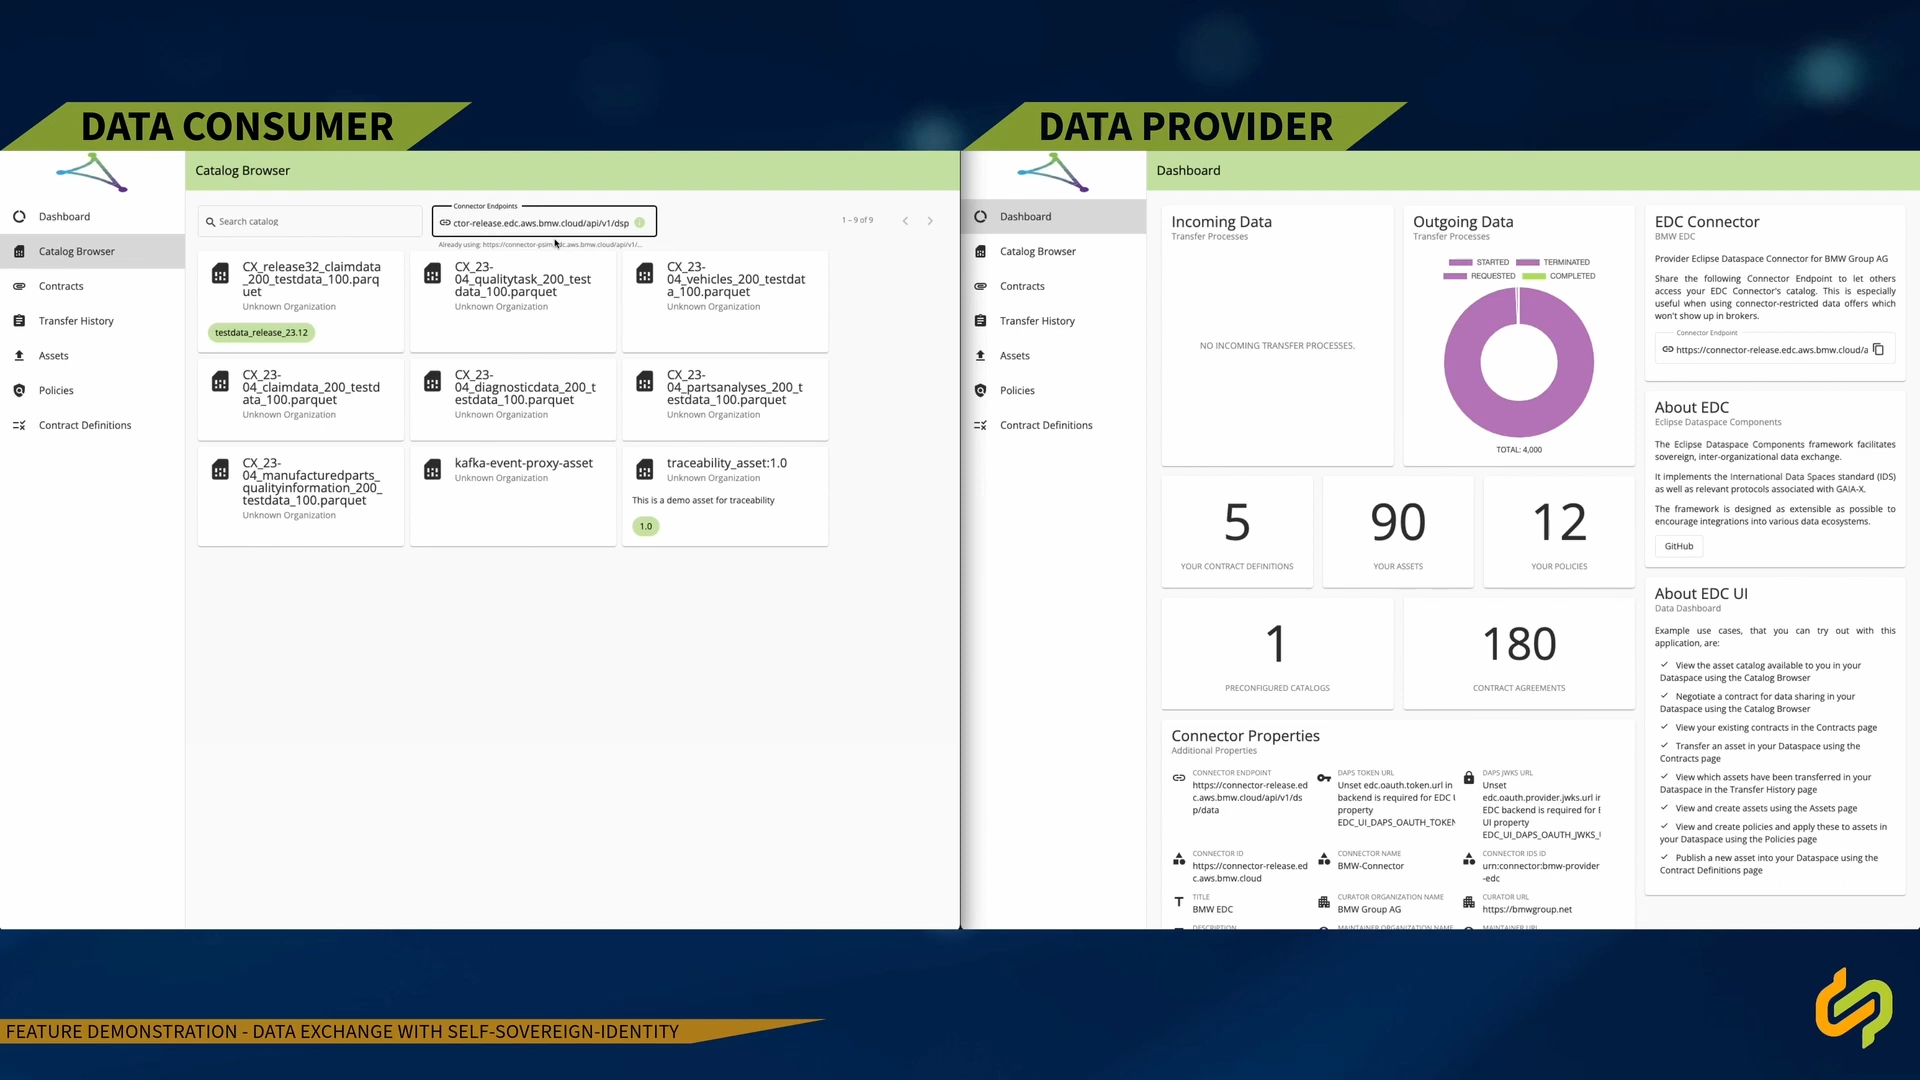 DATA CONSUMER
DATA PROVIDER
Catalog Browser
Dashboard
Catalog Browser
Contracts
Transfer History
Assets
Policies
Contract Definitions
Search catalog
Connector Endpoints
ctor-release.edc.aws.bmw.cloud/api/v1/dsp
1 – 9 of 9
CX_release32_claimdata
_200_testdata_100.parq
uet
Unknown Organization
testdata_release_23.12
CX_23-
04_qualitytask_200_test
data_100.parquet
Unknown Organization
CX_23-
04_vehicles_200_testdat
a_100.parquet
Unknown Organization
CX_23-
04_claimdata_200_testd
ata_100.parquet
Unknown Organization
CX_23-
04_diagnosticdata_200_t
estdata_100.parquet
Unknown Organization
CX_23-
04_partsanalyses_200_t
estdata_100.parquet
Unknown Organization
CX_23-
04_manufacturedparts_
qualityinformation_200_
testdata_100.parquet
Unknown Organization
kafka-event-proxy-asset
Unknown Organization
traceability_asset:1.0
Unknown Organization
This is a demo asset for traceability
1.0
Dashboard
Dashboard
Catalog Browser
Contracts
Transfer History
Assets
Policies
Contract Definitions
Incoming Data
Transfer Processes
NO INCOMING TRANSFER PROCESSES.
Outgoing Data
Transfer Processes
STARTED TERMINATED
REQUESTED COMPLETED
TOTAL: 4,000
5
YOUR CONTRACT DEFINITIONS
90
YOUR ASSETS
12
YOUR POLICIES
1
PRECONFIGURED CATALOGS
180
CONTRACT AGREEMENTS
Connector Properties
Additional Properties
CONNECTOR ENDPOINT
https://connector-release.ed
c.aws.bmw.cloud/api/v1/ds
p/data
DAPS TOKEN URL
Unset edc.oauth.token.url in
backend is required for EDC
property
EDC_UI_DAPS_OAUTH_TOKEN
DAPS JWKS URL
Unset
edc.oauth.provider.jwks.url in
EDC backend is required for
UI property
EDC_UI_DAPS_OAUTH_JWKS_
CONNECTOR ID
https://connector-release.ed
c.aws.bmw.cloud
CONNECTOR NAME
BMW-Connector
CONNECTOR IDS ID
urn:connector:bmw-provider
-edc
TITLE
BMW EDC
CURATOR ORGANIZATION NAME
BMW Group AG
CURATOR URL
https://bmwgroup.net
DESCRIPTION
MAINTAINER ORGANIZATION NAME
MAINTAINER URL
EDC Connector
BMW EDC
Provider Eclipse Dataspace Connector for BMW Group AG
Share the following Connector Endpoint to let others
access your EDC Connector's catalog. This is especially
useful when using connector-restricted data offers which
won't show up in brokers.
Connector Endpoint
https://connector-release.edc.aws.bmw.cloud/a
About EDC
Eclipse Dataspace Components
The Eclipse Dataspace Components framework facilitates
sovereign, inter-organizational data exchange.
It implements the International Data Spaces standard (IDS)
as well as relevant protocols associated with GAIA-X.
The framework is designed as extensible as possible to
encourage integrations into various data ecosystems.
GitHub
About EDC UI
Data Dashboard
Example use cases, that you can try out with this
application, are:
View the asset catalog available to you in your
Dataspace using the Catalog Browser
Negotiate a contract for data sharing in your
Dataspace using the Catalog Browser
View your existing contracts in the Contracts page
Transfer an asset in your Dataspace using the
Contracts page
View which assets have been transferred in your
Dataspace in the Transfer History page
View and create assets using the Assets page
View and create policies and apply these to assets in
your Dataspace using the Policies page
Publish a new asset into your Dataspace using the
Contract Definitions page
FEATURE DEMONSTRATION - DATA EXCHANGE WITH SELF-SOVEREIGN-IDENTITY